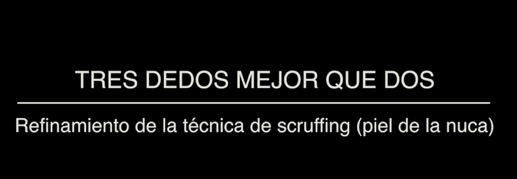 TRES DEDOS MEJOR QUE DOS
Refinamiento de la técnica de scruffing (piel de la nuca)